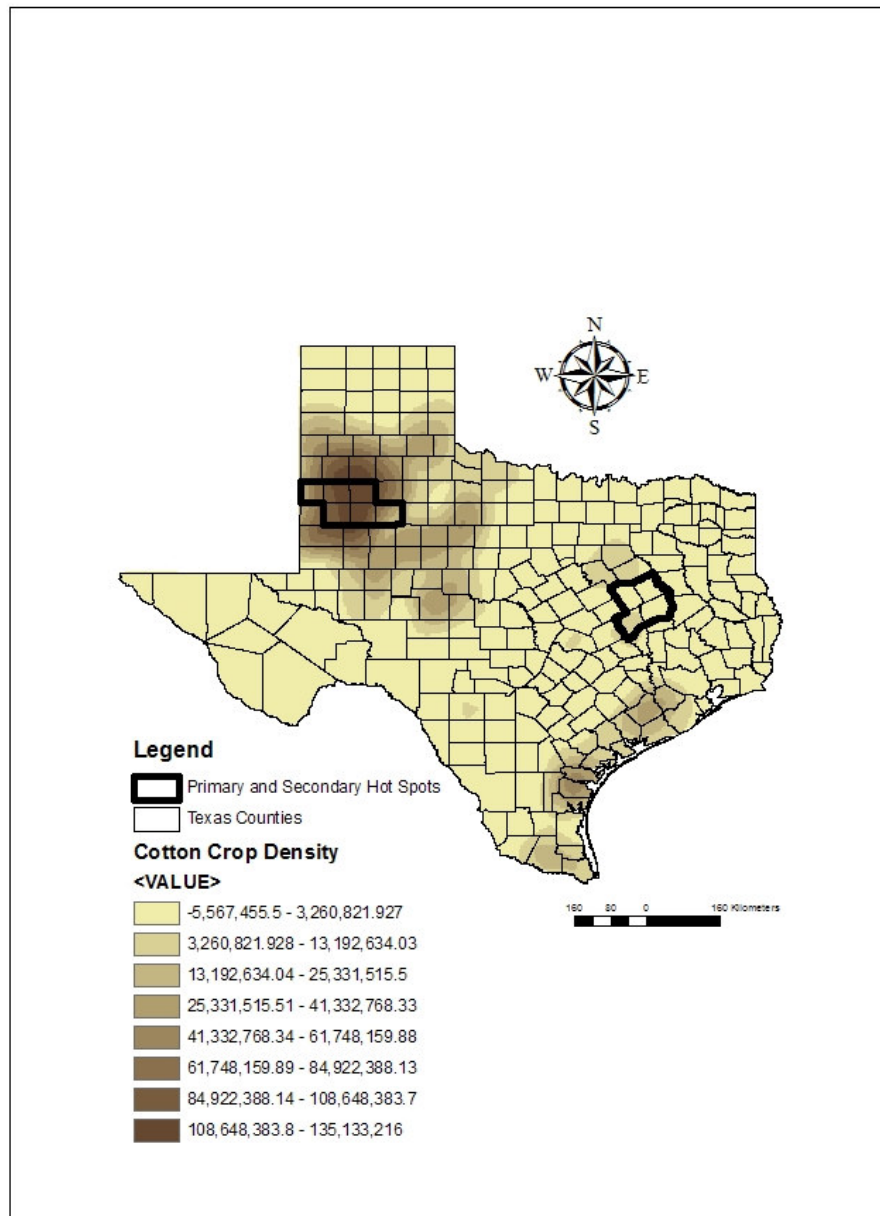 N
W E
S
Legend
Primary and Secondary Hot Spots
Texas Counties
Cotton Crop Density
<VALUE>
-5,567,455.5 - 3,260,821.927
3,260,821.928 - 13,192,634.03
13,192,634.04 - 25,331,515.5
25,331,515.51 - 41,332,768.33
41,332,768.34 - 61,748,159.88
61,748,159.89 - 84,922,388.13
84,922,388.14 - 108,648,383.7
108,648,383.8 - 135,133,216
160 80 0 160 Kilometers